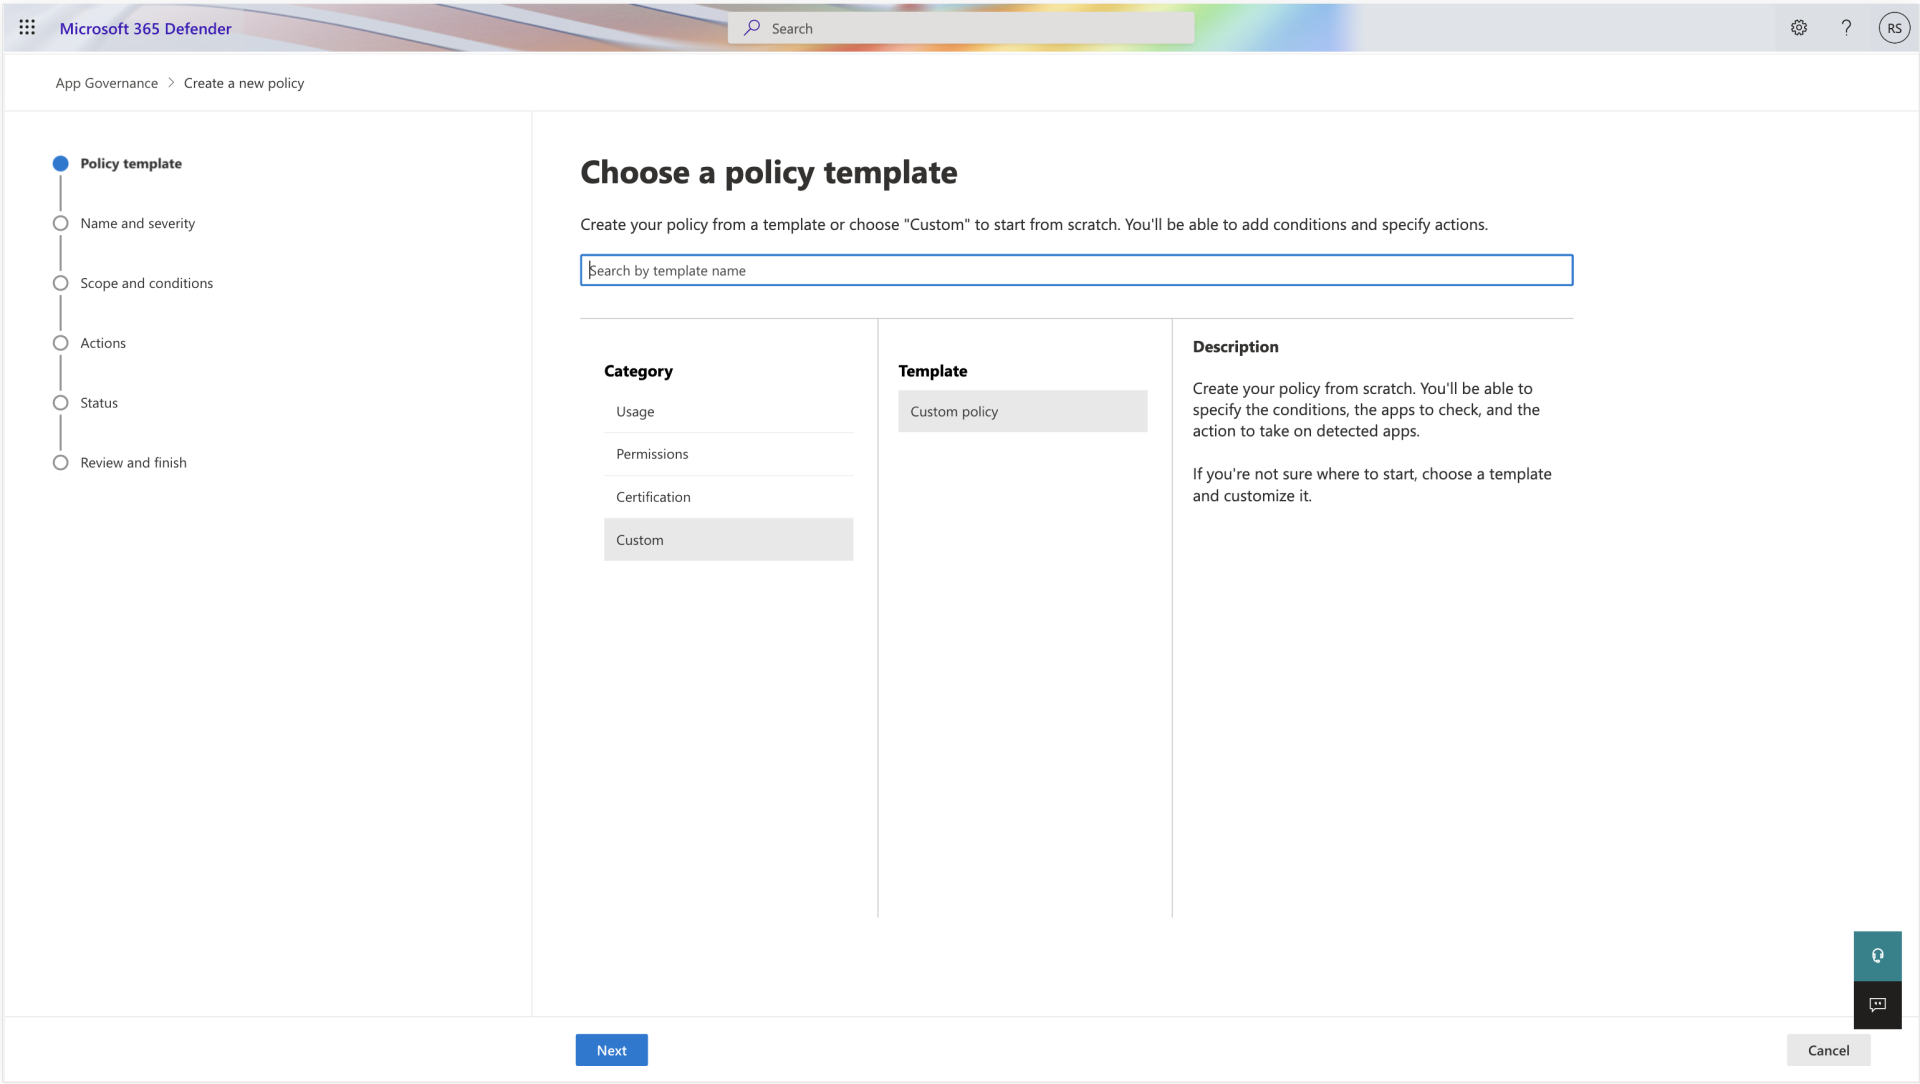 Microsoft 365 Defender
Search
?
RS
App Governance > Create a new policy
Policy template
Name and severity
Scope and conditions
Actions
Status
Review and finish
Choose a policy template
Create your policy from a template or choose "Custom" to start from scratch. You'll be able to add conditions and specify actions.
Search by template name
Category
Usage
Permissions
Certification
Custom
Template
Custom policy
Description
Create your policy from scratch. You'll be able to
specify the conditions, the apps to check, and the
action to take on detected apps.
If you're not sure where to start, choose a template
and customize it.
Next
Cancel